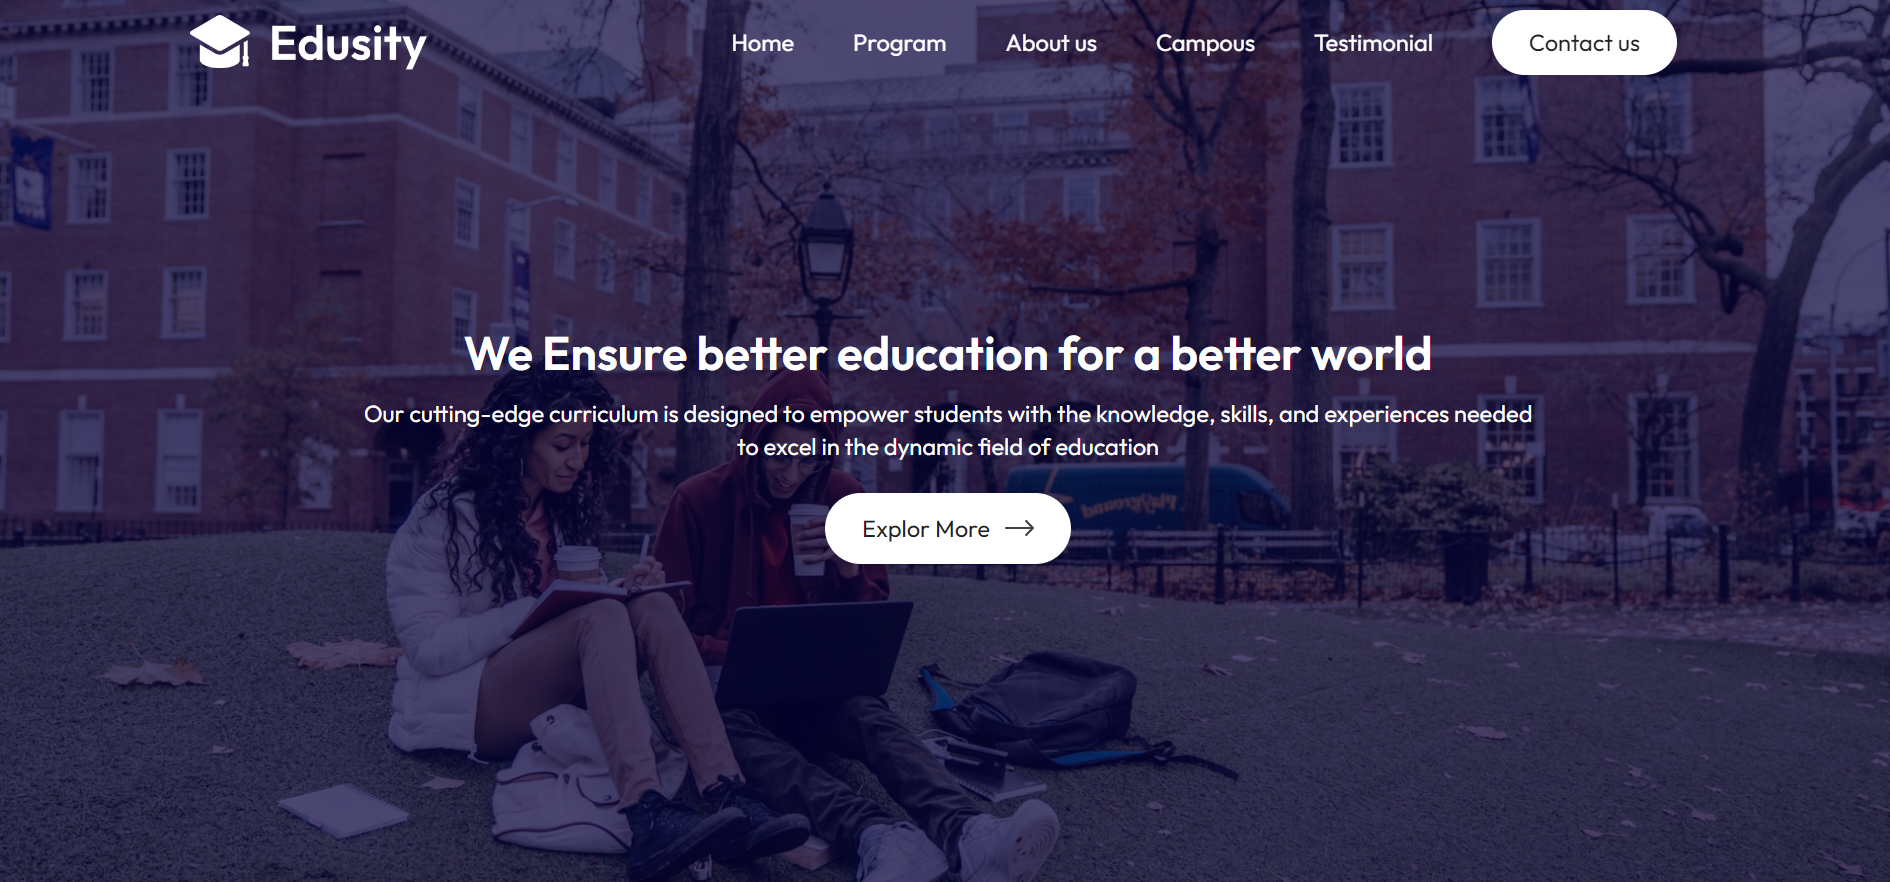 Edusity
Home
Program
About us
Campous
Testimonial
Contact us
We Ensure better education for a better world
Our cutting-edge curriculum is designed to empower students with the knowledge, skills, and experiences needed
to excel in the dynamic field of education
Explor More